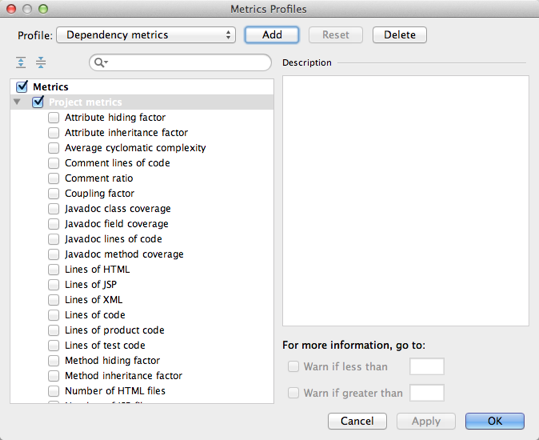 Metrics Profiles
Profile: Dependency metrics Add Reset Delete
Description
Metrics
Project metrics
Attribute hiding factor
Attribute inheritance factor
Average cyclomatic complexity
Comment lines of code
Comment ratio
Coupling factor
Javadoc class coverage
Javadoc field coverage
Javadoc lines of code
Javadoc method coverage
Lines of HTML
Lines of JSP
Lines of XML
Lines of code
Lines of product code
Lines of test code
Method hiding factor
Method inheritance factor
Number of HTML files
For more information, go to:
Warn if less than
Warn if greater than
Cancel Apply OK